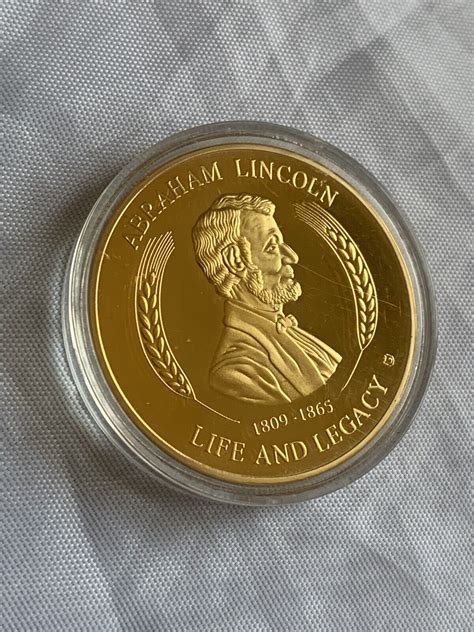 ABRAHAM LINCOLN
1809 - 1865
LIFE AND LEGACY